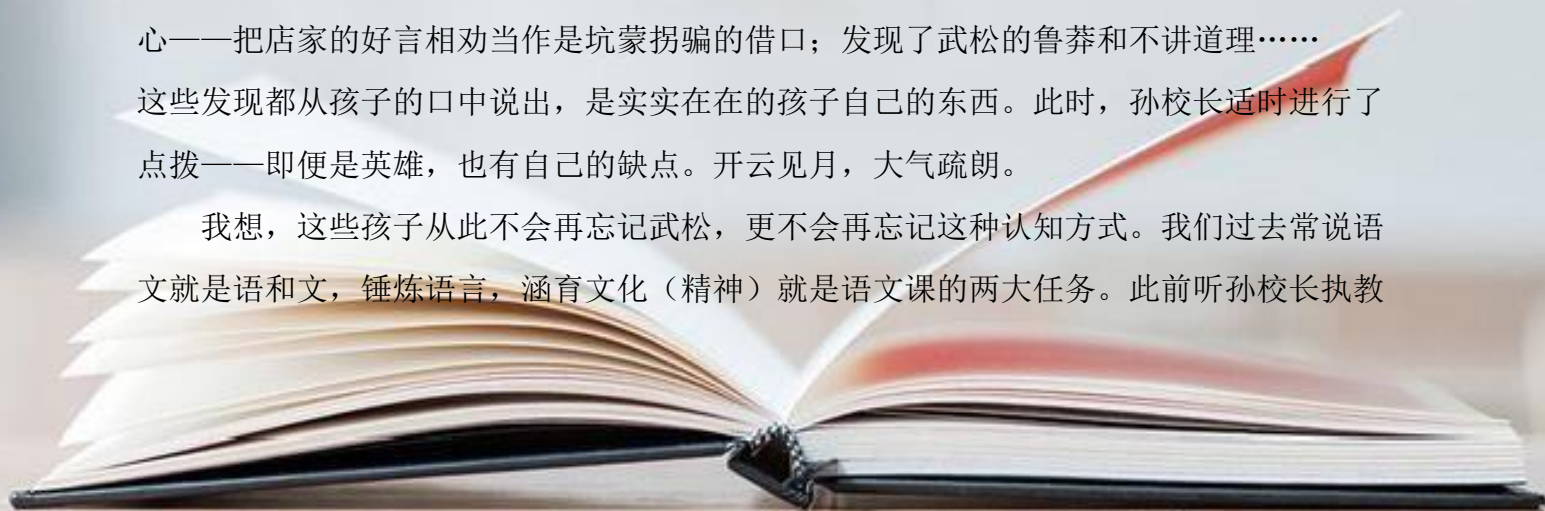 心——把店家的好言相劝当作是坑蒙拐骗的借口；发现了武松的鲁莽和不讲道理……
这些发现都从孩子的口中说出，是实实在在的孩子自己的东西。此时，孙校长适时进行了
点拨——即便是英雄，也有自己的缺点。开云见月，大气疏朗。
我想，这些孩子从此不会再忘记武松，更不会再忘记这种认知方式。我们过去常说语
文就是语和文，锤炼语言，涵育文化（精神）就是语文课的两大任务。此前听孙校长执教